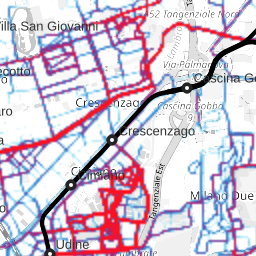 52 Tangenziale Nord
Villa San Giovanni
Lambro
Via Palmanova
Cascina Go
Crescenzago
Cascina Gobba
Crescenzago
Cimiano
Tangenziale Est
Milano Due
Udine